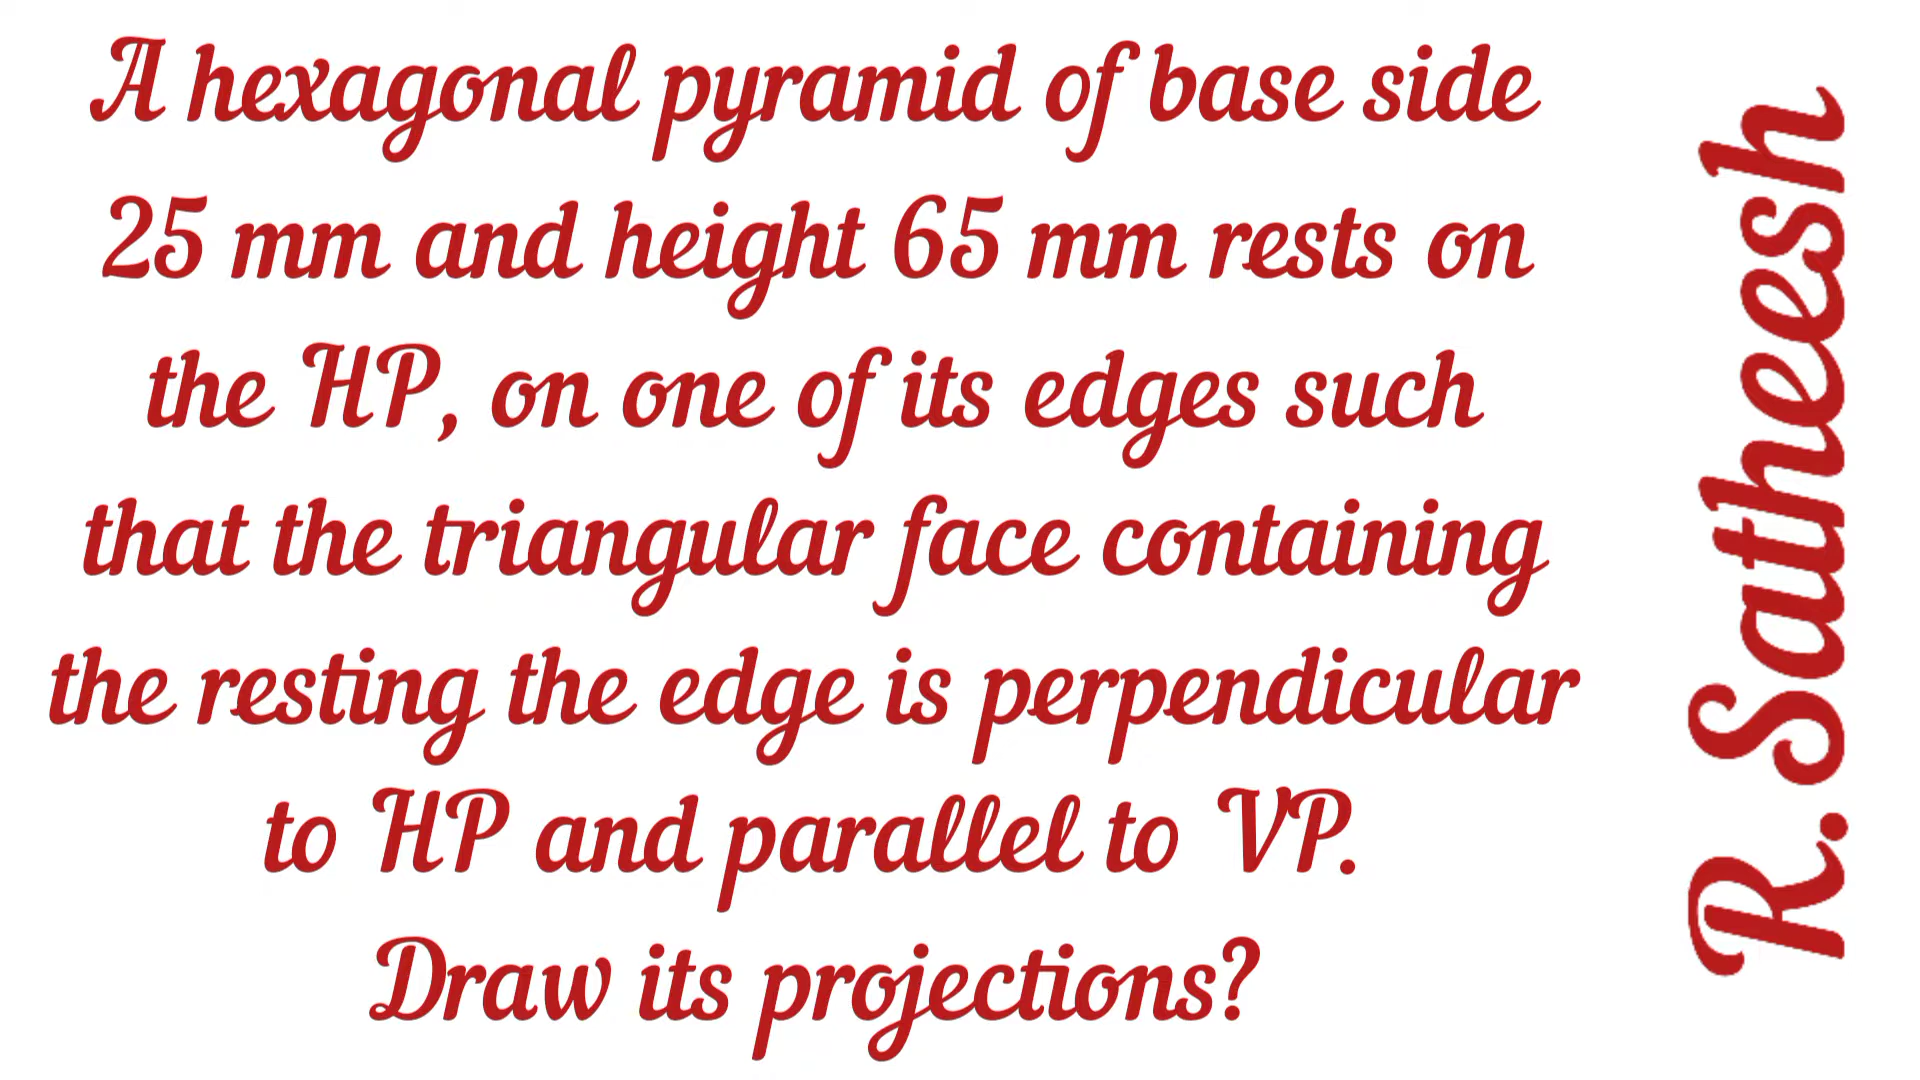 A hexagonal pyramid of base side
25 mm and height 65 mm rests on
the HP, on one of its edges such
that the triangular face containing
the resting the edge is perpendicular
to HP and parallel to VP.
Draw its projections?
R. Satheesh